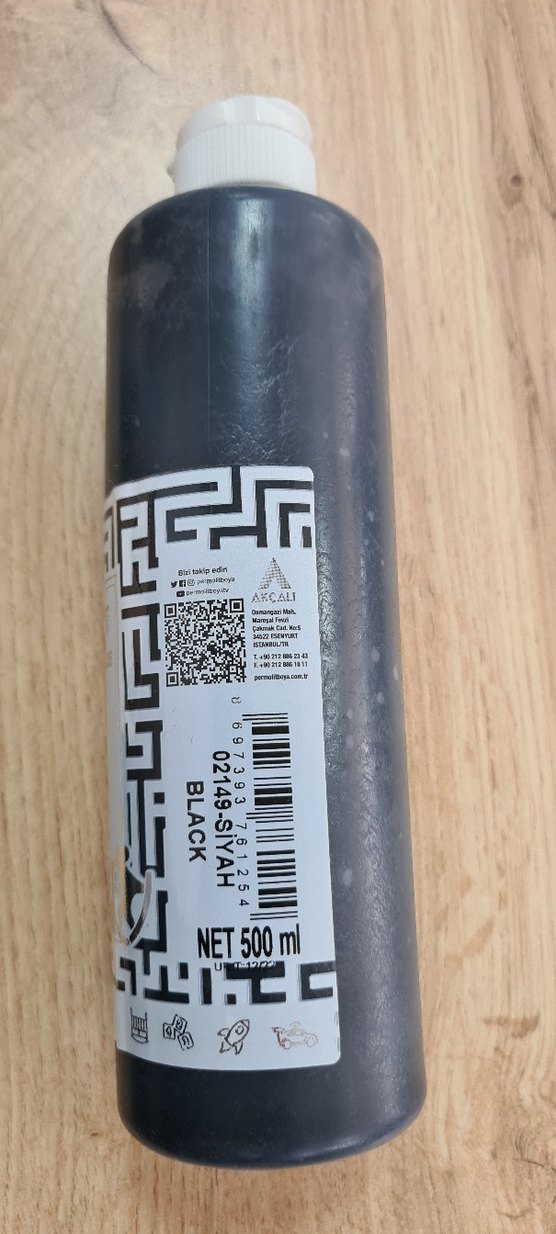 Bizi takip edin
permolitboya
permolitboyatv
AKÇALI
Osmangazi Mah.
Mareşal Fevzi
Çakmak Cad. No:5
34522 ESENYURT
İSTANBUL/TR
T. +90 212 886 23 43
F. +90 212 886 18 11
permolitboya.com.tr
8 697393 761254
02149-SİYAH
BLACK
NET 500 ml